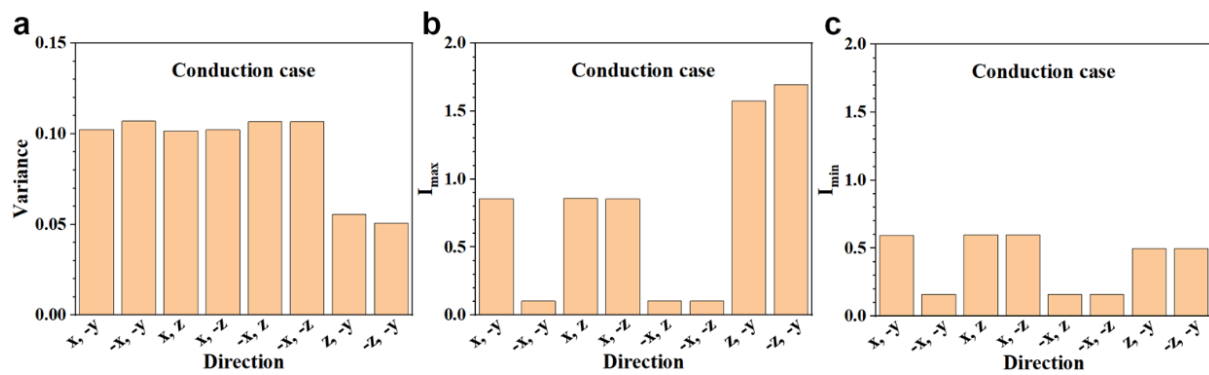 a
0.15
0.10
0.05
0.00
Variance
Conduction case
x, -y
-x, -y
x, z
x, -z
-x, z
-x, -z
z, -y
-z, -y
Direction
b
2.0
1.5
1.0
0.5
0.0
I_max
Conduction case
x, -y
-x, -y
x, z
x, -z
-x, z
-x, -z
z, -y
-z, -y
Direction
c
2.0
1.5
1.0
0.5
0.0
I_min
Conduction case
x, -y
-x, -y
x, z
x, -z
-x, z
-x, -z
z, -y
-z, -y
Direction